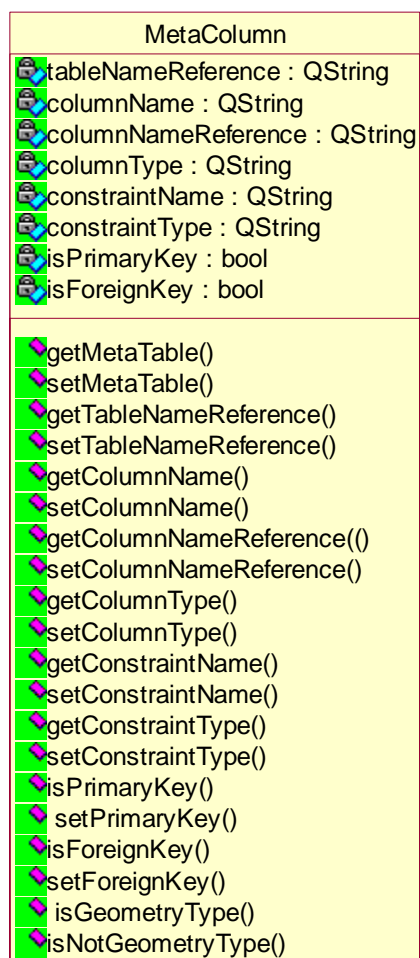 MetaColumn
tableNameReference : QString
columnName : QString
columnNameReference : QString
columnType : QString
constraintName : QString
constraintType : QString
isPrimaryKey : bool
isForeignKey : bool
getMetaTable()
setMetaTable()
getTableNameReference()
setTableNameReference()
getColumnName()
setColumnName()
getColumnNameReference(()
setColumnNameReference()
getColumnType()
setColumnType()
getConstraintName()
setConstraintName()
getConstraintType()
setConstraintType()
isPrimaryKey()
setPrimaryKey()
isForeignKey()
setForeignKey()
isGeometryType()
isNotGeometryType()